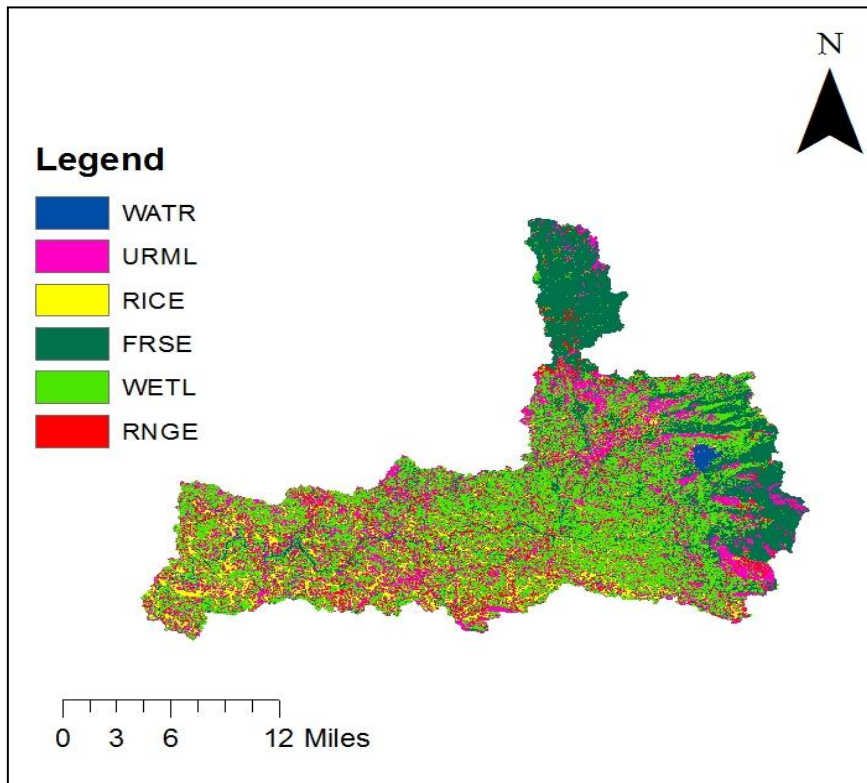 N
Legend
WATR
URML
RICE
FRSE
WETL
RNGE
0 3 6 12 Miles